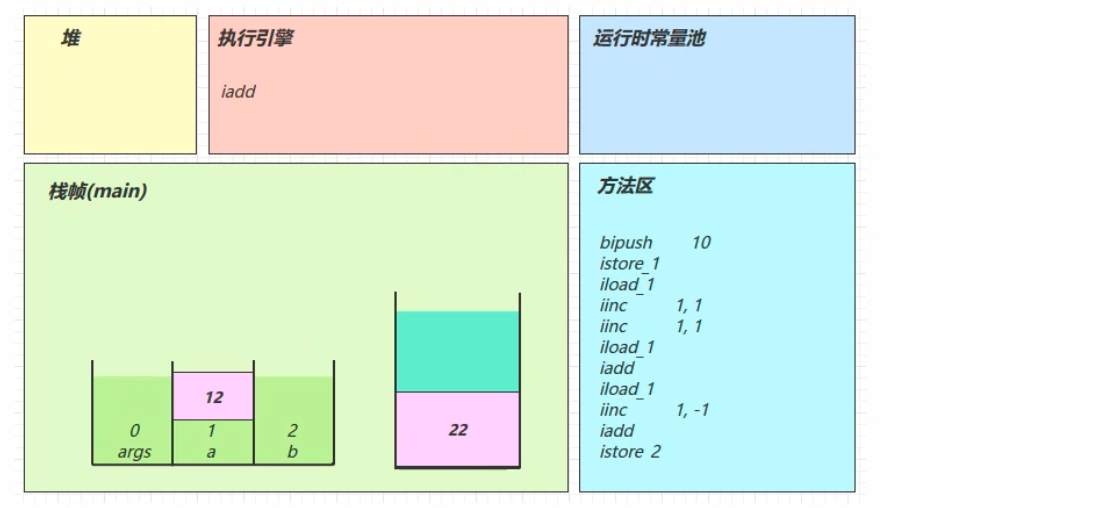 堆
执行引擎
iadd
运行时常量池
栈帧(main)
12
0
args
1
a
2
b
22
方法区
bipush 10
istore_1
iload_1
iinc 1, 1
iinc 1, 1
iload_1
iadd
iload_1
iinc 1, -1
iadd
istore 2